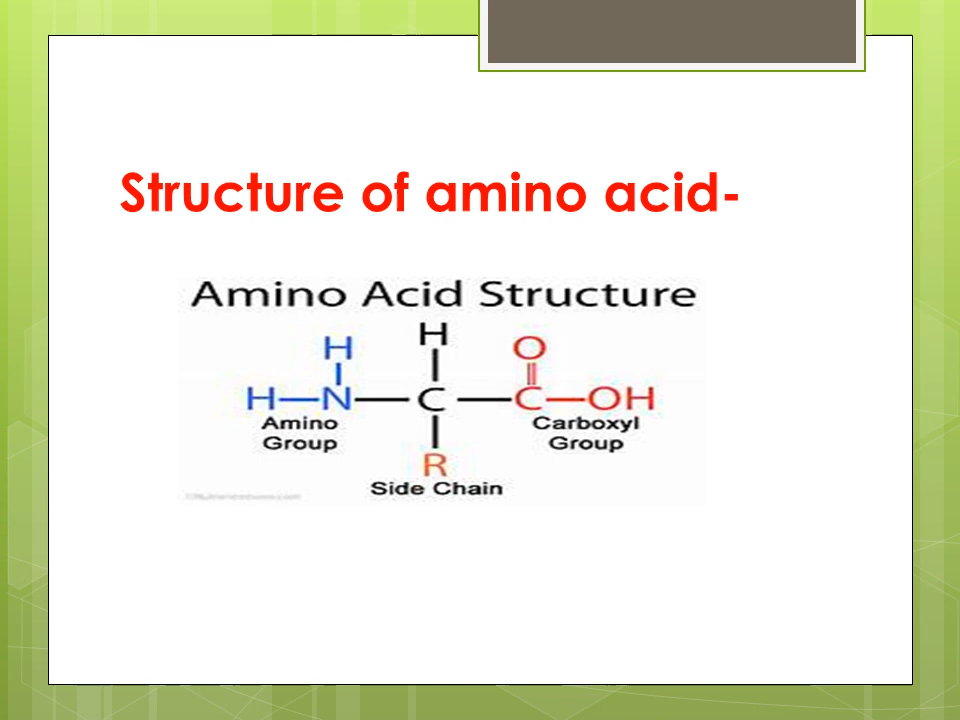 Structure of amino acid-
Amino Acid Structure
H H O
H—N—C—C—OH
Amino Group
Carboxyl Group
R
Side Chain